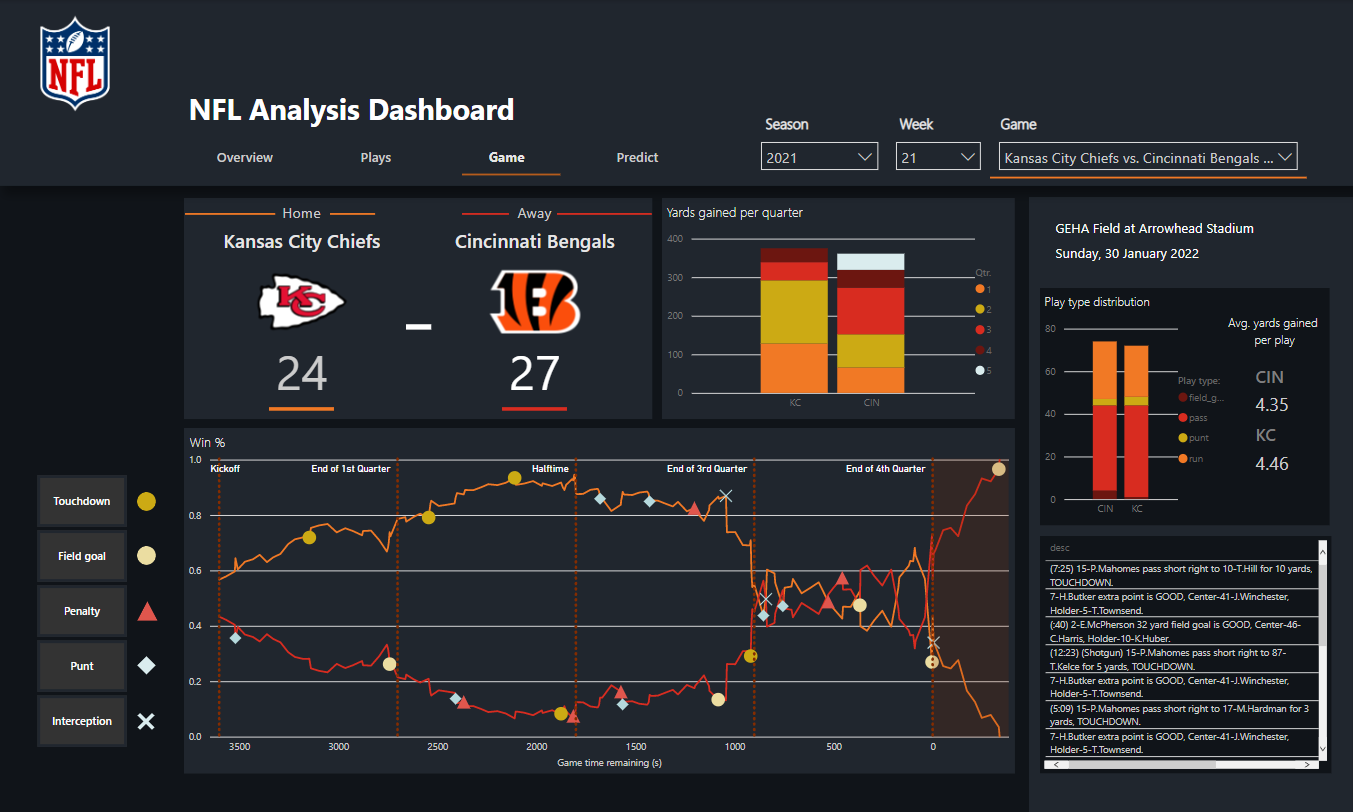 NFL
NFL Analysis Dashboard
Overview
Plays
Game
Predict
Season
2021
Week
21
Game
Kansas City Chiefs vs. Cincinnati Bengals ...
Home
Kansas City Chiefs
24
Away
Cincinnati Bengals
27
Yards gained per quarter
400
300
200
100
0
KC
CIN
Qtr.
1
2
3
4
5
GEHA Field at Arrowhead Stadium
Sunday, 30 January 2022
Play type distribution
80
60
40
20
0
CIN
KC
Play type:
field_g...
pass
punt
run
Avg. yards gained
per play
CIN
4.35
KC
4.46
Touchdown
Field goal
Penalty
Punt
Interception
Win %
1.0
0.8
0.6
0.4
0.2
0.0
Kickoff
End of 1st Quarter
Halftime
End of 3rd Quarter
End of 4th Quarter
3500
3000
2500
2000
1500
1000
500
0
Game time remaining (s)
desc
(7:25) 15-P.Mahomes pass short right to 10-T.Hill for 10 yards,
TOUCHDOWN.
7-H.Butker extra point is GOOD, Center-41-J.Winchester,
Holder-5-T.Townsend.
(:40) 2-E.McPherson 32 yard field goal is GOOD, Center-46-
C.Harris, Holder-10-K.Huber.
(12:23) (Shotgun) 15-P.Mahomes pass short right to 87-
T.Kelce for 5 yards, TOUCHDOWN.
7-H.Butker extra point is GOOD, Center-41-J.Winchester,
Holder-5-T.Townsend.
(5:09) 15-P.Mahomes pass short right to 17-M.Hardman for 3
yards, TOUCHDOWN.
7-H.Butker extra point is GOOD, Center-41-J.Winchester,
Holder-5-T.Townsend.